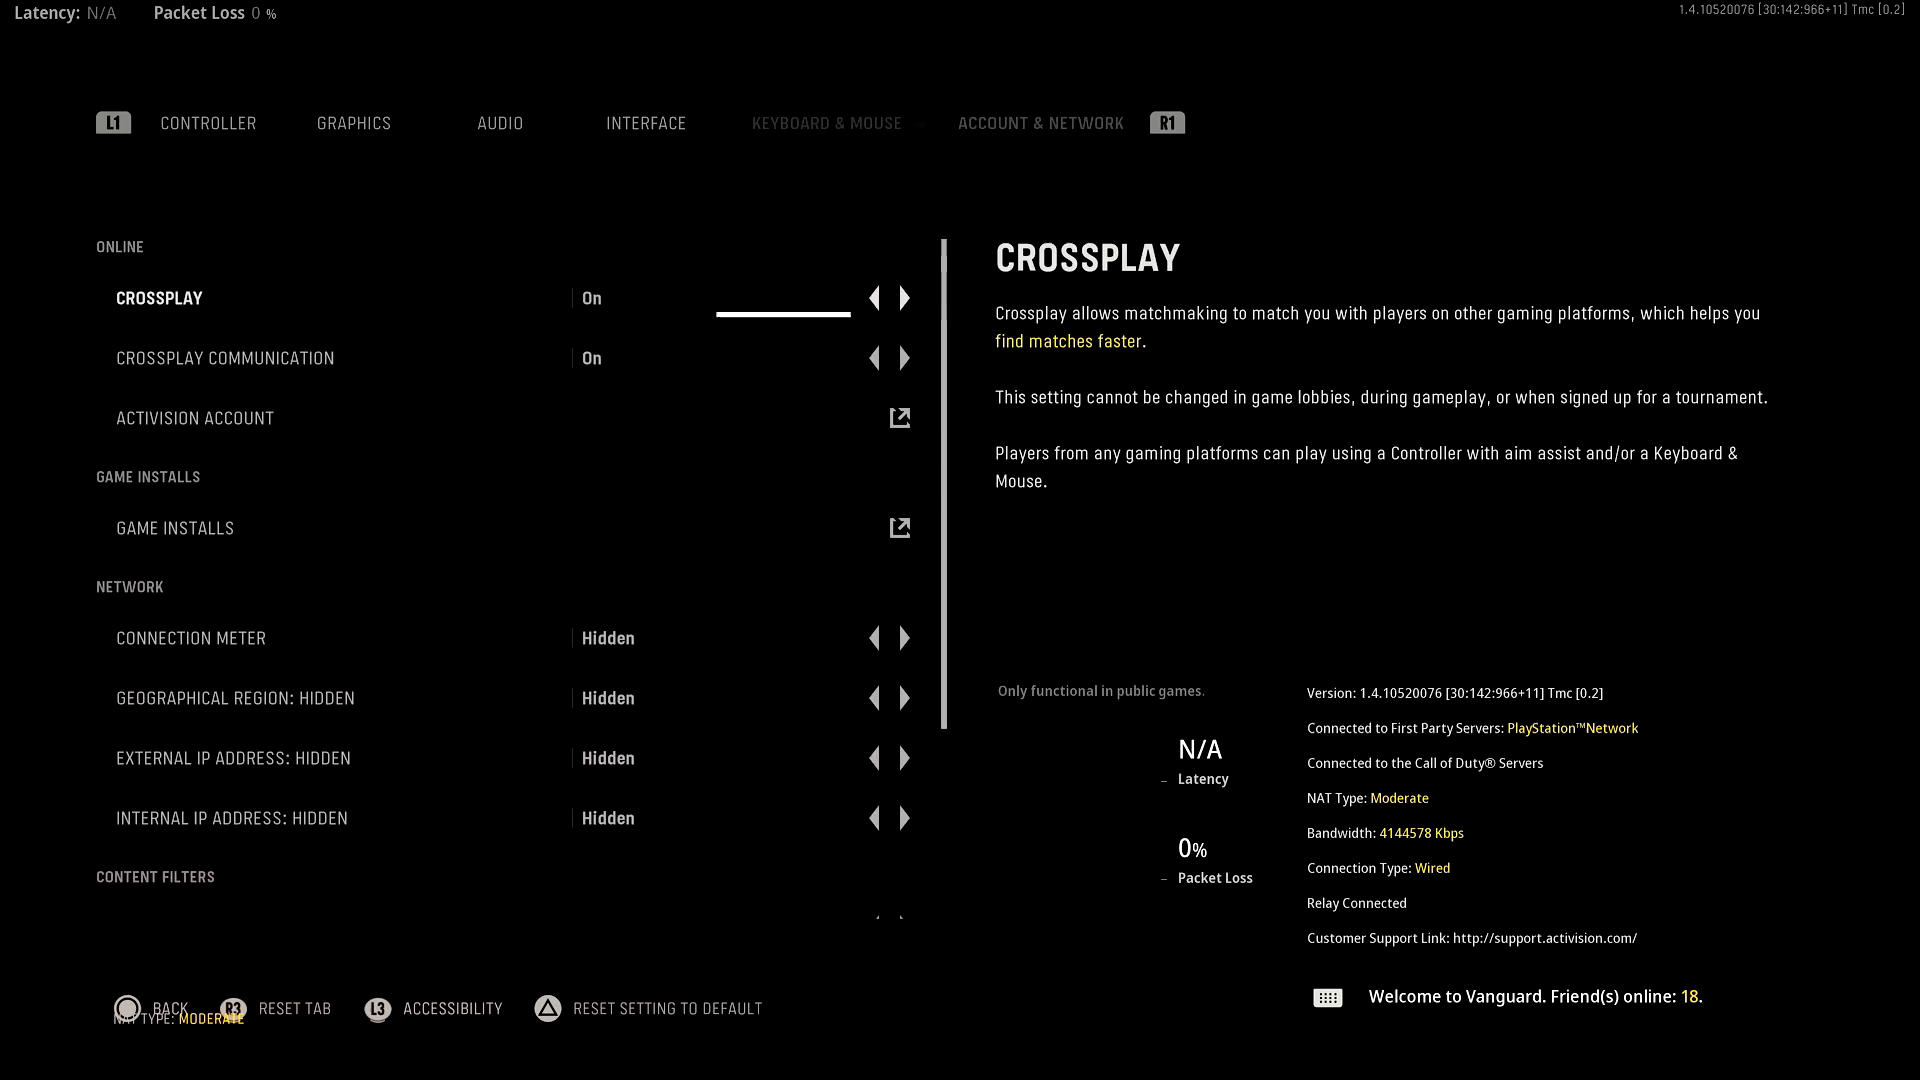 Latency: N/A Packet Loss 0 %
1.4.10520076 [30:142:966+11] Tmc [0.2]
L1 CONTROLLER GRAPHICS AUDIO INTERFACE KEYBOARD & MOUSE ACCOUNT & NETWORK R1
ONLINE
CROSSPLAY On
CROSSPLAY COMMUNICATION On
ACTIVISION ACCOUNT
GAME INSTALLS
GAME INSTALLS
NETWORK
CONNECTION METER Hidden
GEOGRAPHICAL REGION: HIDDEN Hidden
EXTERNAL IP ADDRESS: HIDDEN Hidden
INTERNAL IP ADDRESS: HIDDEN Hidden
CONTENT FILTERS
CROSSPLAY
Crossplay allows matchmaking to match you with players on other gaming platforms, which helps you
find matches faster.
This setting cannot be changed in game lobbies, during gameplay, or when signed up for a tournament.
Players from any gaming platforms can play using a Controller with aim assist and/or a Keyboard &
Mouse.
Only functional in public games.
N/A
Latency
0%
Packet Loss
Version: 1.4.10520076 [30:142:966+11] Tmc [0.2]
Connected to First Party Servers: PlayStation™Network
Connected to the Call of Duty® Servers
NAT Type: Moderate
Bandwidth: 4144578 Kbps
Connection Type: Wired
Relay Connected
Customer Support Link: http://support.activision.com/
Welcome to Vanguard. Friend(s) online: 18.
BACK R3 RESET TAB L3 ACCESSIBILITY RESET SETTING TO DEFAULT
NAT TYPE: MODERATE